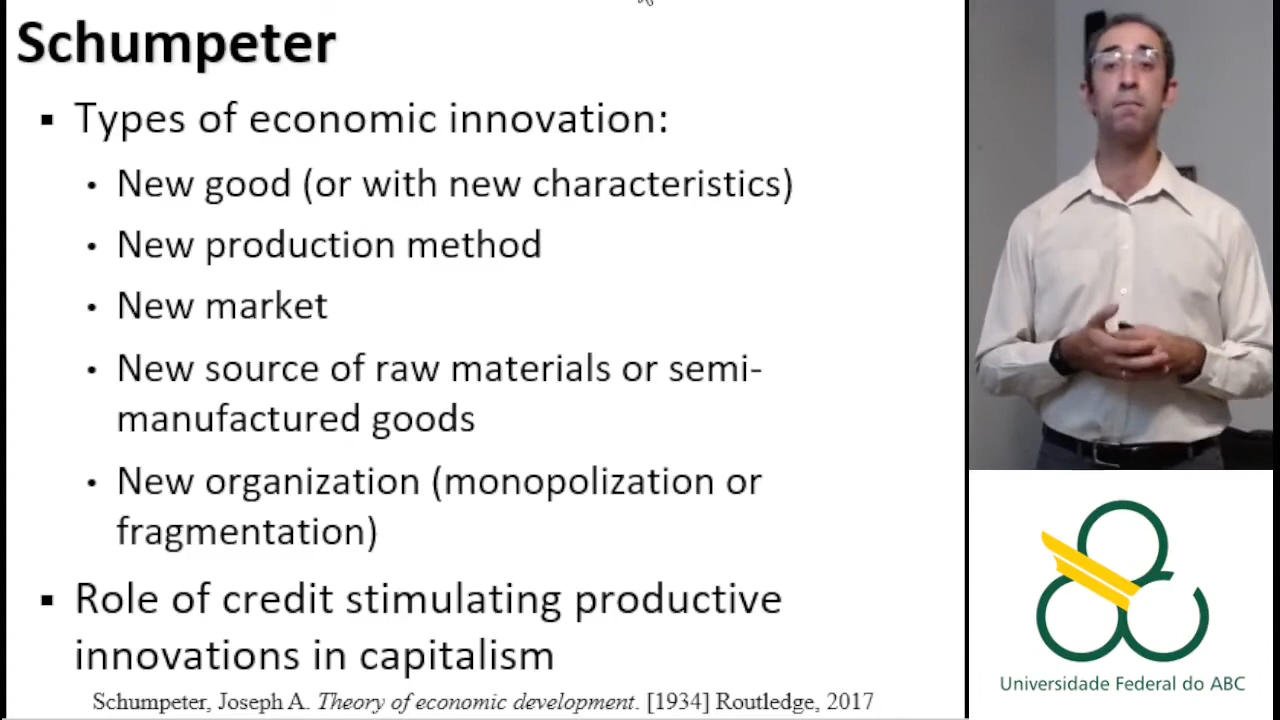 Schumpeter
▪ Types of economic innovation:
• New good (or with new characteristics)
• New production method
• New market
• New source of raw materials or semi-
manufactured goods
• New organization (monopolization or
fragmentation)
▪ Role of credit stimulating productive
innovations in capitalism
Schumpeter, Joseph A. Theory of economic development. [1934] Routledge, 2017
Universidade Federal do ABC